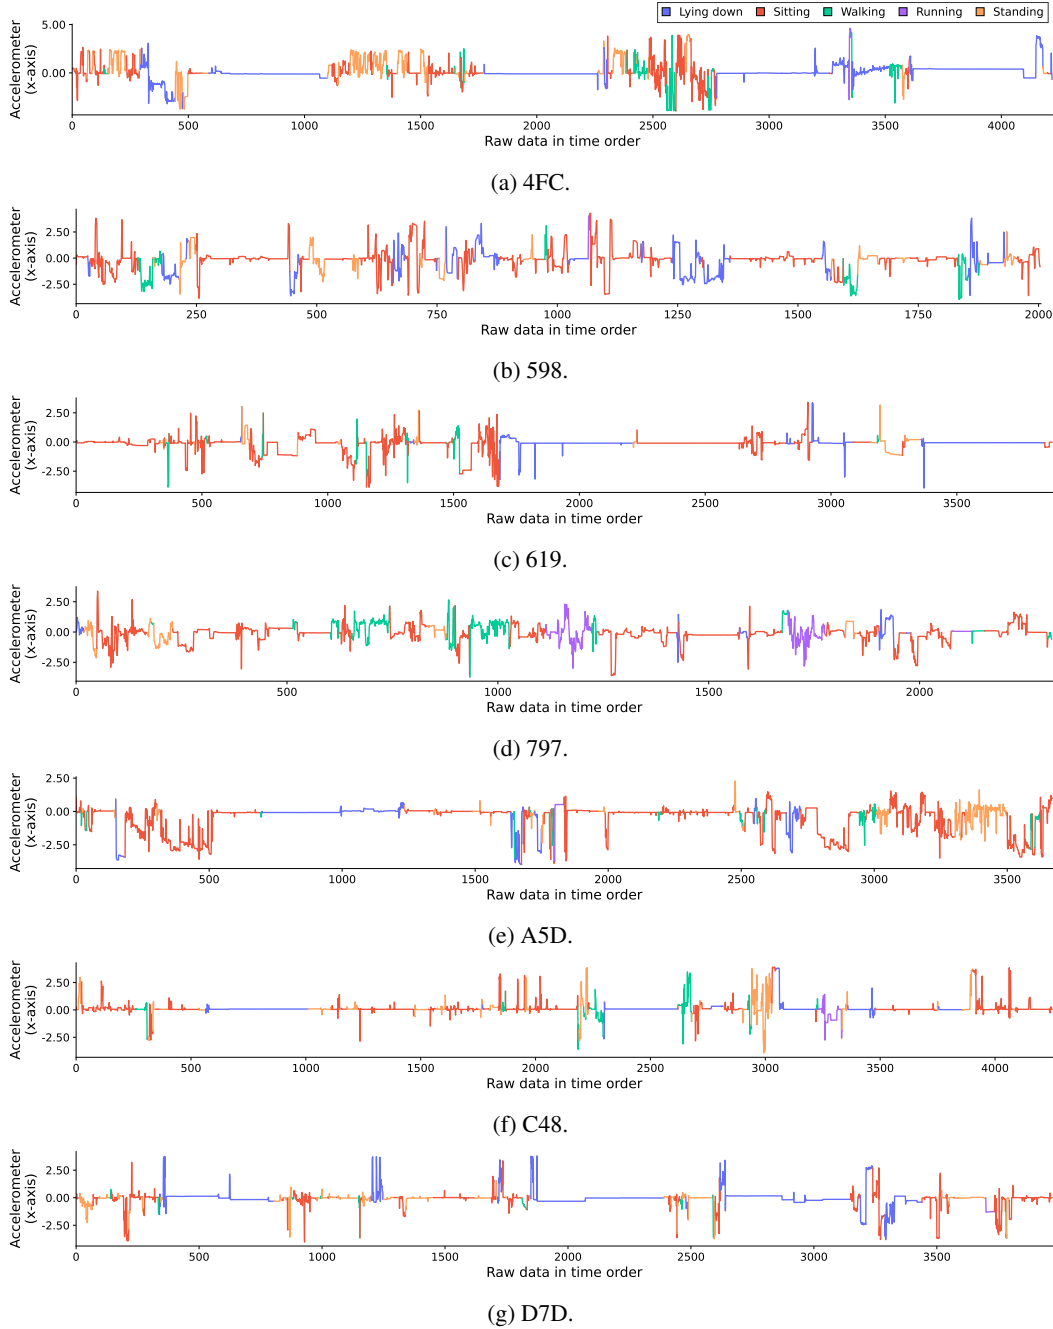 Lying down Sitting Walking Running Standing
Accelerometer
(x-axis)
5.00
0.00
0 500 1000 1500 2000 2500 3000 3500 4000
Raw data in time order
(a) 4FC.
Accelerometer
(x-axis)
2.50
0.00
-2.50
0 250 500 750 1000 1250 1500 1750 2000
Raw data in time order
(b) 598.
Accelerometer
(x-axis)
2.50
0.00
-2.50
0 500 1000 1500 2000 2500 3000 3500
Raw data in time order
(c) 619.
Accelerometer
(x-axis)
2.50
0.00
-2.50
0 500 1000 1500 2000
Raw data in time order
(d) 797.
Accelerometer
(x-axis)
2.50
0.00
-2.50
0 500 1000 1500 2000 2500 3000 3500
Raw data in time order
(e) A5D.
Accelerometer
(x-axis)
2.50
0.00
-2.50
0 500 1000 1500 2000 2500 3000 3500 4000
Raw data in time order
(f) C48.
Accelerometer
(x-axis)
2.50
0.00
-2.50
0 500 1000 1500 2000 2500 3000 3500
Raw data in time order
(g) D7D.